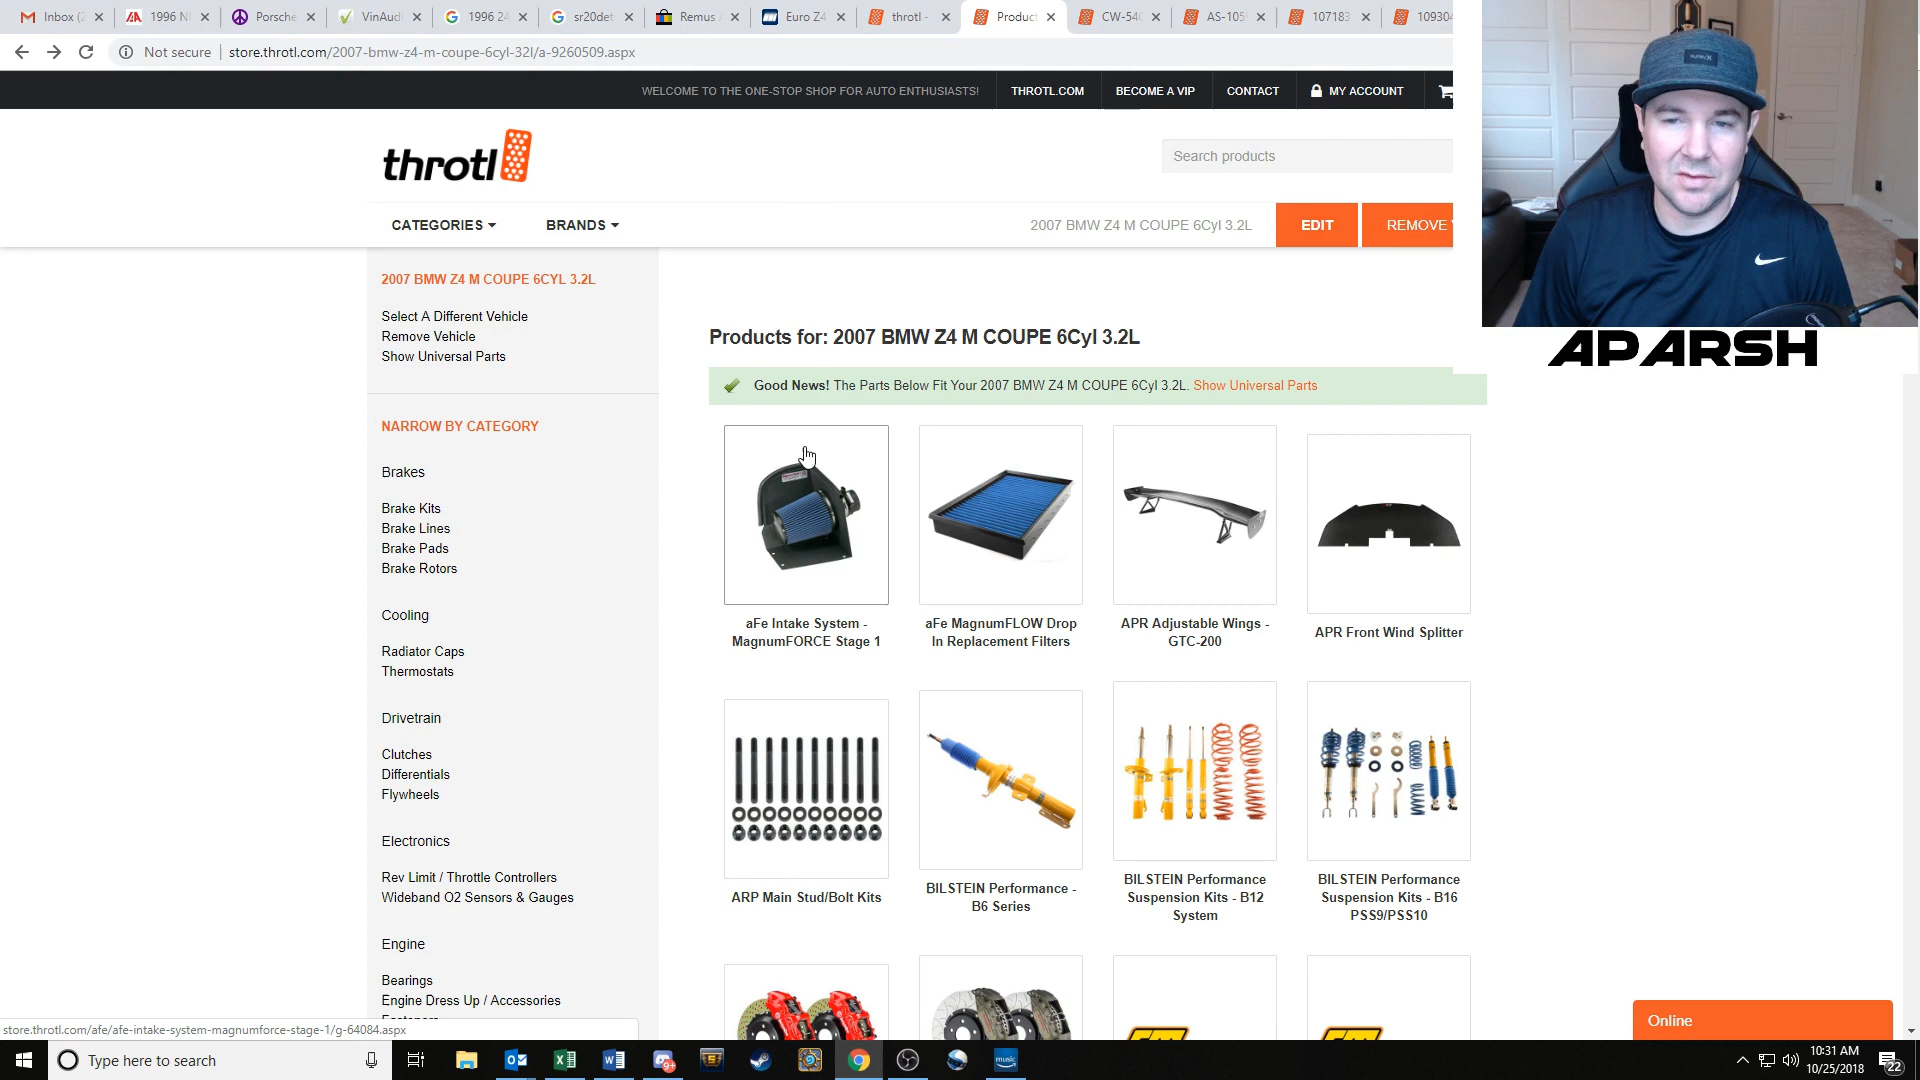 Inbox (2
1996 NI
Porsche
VinAudi
1996 24
sr20det
Remus
Euro Z4
throtl -
Product
CW-540
AS-105
107183
10930
Not secure
store.throtl.com/2007-bmw-z4-m-coupe-6cyl-32l/a-9260509.aspx
WELCOME TO THE ONE-STOP SHOP FOR AUTO ENTHUSIASTS!
THROTL.COM
BECOME A VIP
CONTACT
MY ACCOUNT
throtl
Search products
CATEGORIES
BRANDS
2007 BMW Z4 M COUPE 6Cyl 3.2L
EDIT
REMOVE
APARSH
2007 BMW Z4 M COUPE 6CYL 3.2L
Select A Different Vehicle
Remove Vehicle
Show Universal Parts
NARROW BY CATEGORY
Brakes
Brake Kits
Brake Lines
Brake Pads
Brake Rotors
Cooling
Radiator Caps
Thermostats
Drivetrain
Clutches
Differentials
Flywheels
Electronics
Rev Limit / Throttle Controllers
Wideband O2 Sensors & Gauges
Engine
Bearings
Engine Dress Up / Accessories
Products for: 2007 BMW Z4 M COUPE 6Cyl 3.2L
Good News! The Parts Below Fit Your 2007 BMW Z4 M COUPE 6Cyl 3.2L. Show Universal Parts
aFe Intake System -
MagnumFORCE Stage 1
aFe MagnumFLOW Drop
In Replacement Filters
APR Adjustable Wings -
GTC-200
APR Front Wind Splitter
ARP Main Stud/Bolt Kits
BILSTEIN Performance -
B6 Series
BILSTEIN Performance
Suspension Kits - B12
System
BILSTEIN Performance
Suspension Kits - B16
PSS9/PSS10
store.throtl.com/afe/afe-intake-system-magnumforce-stage-1/g-64084.aspx
Online
Type here to search
music
10:31 AM
10/25/2018
22